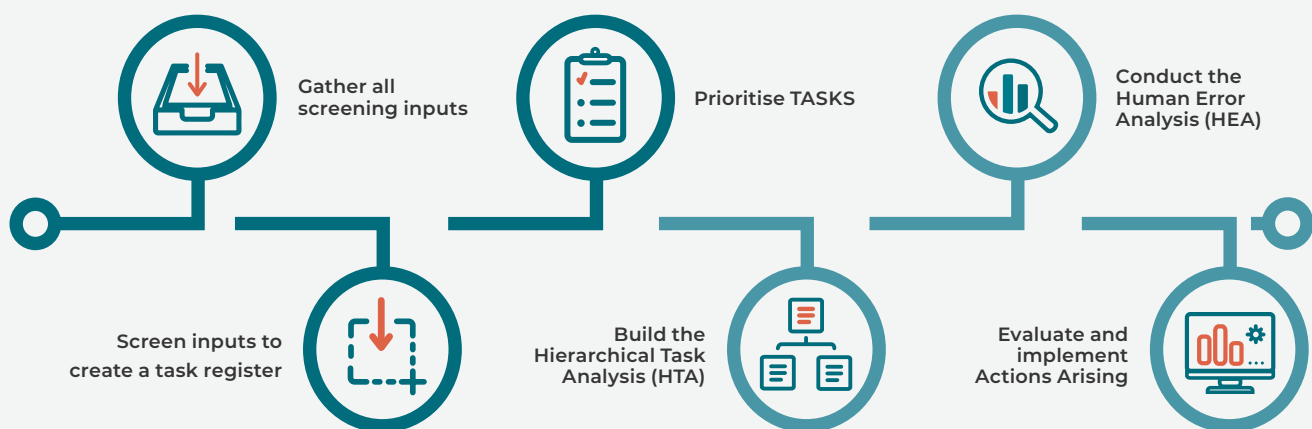 Gather all
screening inputs
Screen inputs to
create a task register
Prioritise TASKS
Build the
Hierarchical Task
Analysis (HTA)
Conduct the
Human Error
Analysis (HEA)
Evaluate and
implement
Actions Arising